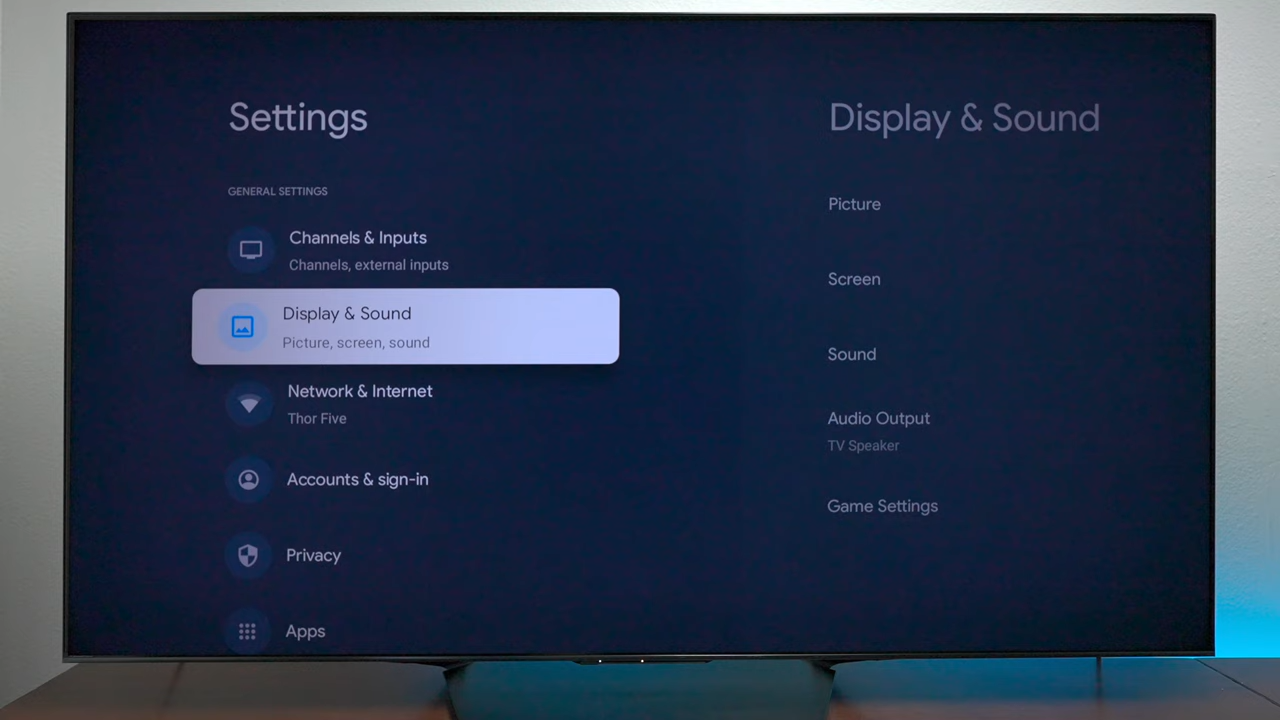 Settings
GENERAL SETTINGS
Channels & Inputs
Channels, external inputs
Display & Sound
Picture, screen, sound
Network & Internet
Thor Five
Accounts & sign-in
Privacy
Apps
Display & Sound
Picture
Screen
Sound
Audio Output
TV Speaker
Game Settings